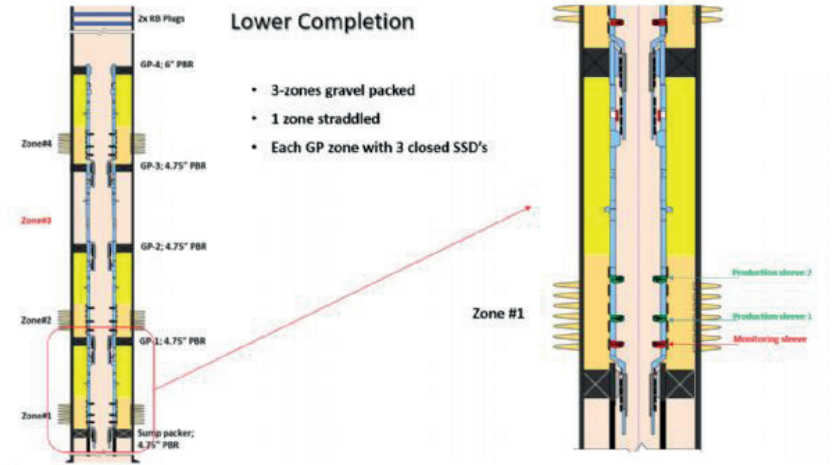 2x RB Plugs
Lower Completion
GP-4; 6" PBR
• 3-zones gravel packed
• 1 zone straddled
• Each GP zone with 3 closed SSD's
Zone#4
GP-3; 4.75" PBR
Zone#3
GP-2; 4.75" PBR
Zone#2
GP-1; 4.75" PBR
Zone#1
Sump packer;
4.75" PBR
Zone #1
Production sleeve 2
Production sleeve 1
Monitoring sleeve